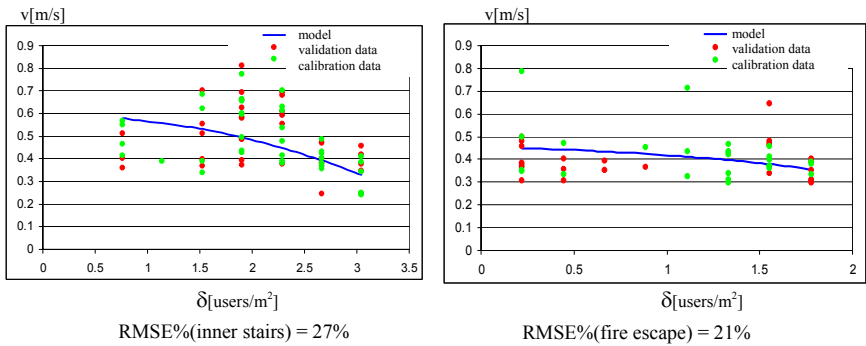 v[m/s]
model
validation data
calibration data
0.9
0.8
0.7
0.6
0.5
0.4
0.3
0.2
0.1
0
0 0.5 1 1.5 2 2.5 3 3.5
δ[users/m²]
RMSE%(inner stairs) = 27%
v[m/s]
model
validation data
calibration data
0.9
0.8
0.7
0.6
0.5
0.4
0.3
0.2
0.1
0
0 0.5 1 1.5 2
δ[users/m²]
RMSE%(fire escape) = 21%